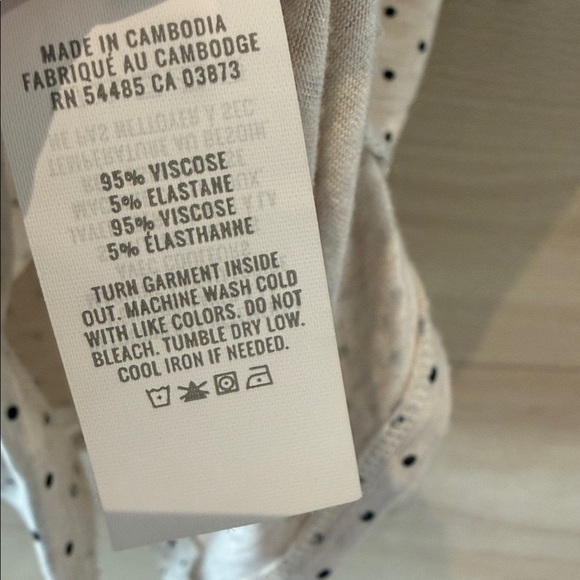 MADE IN CAMBODIA
FABRIQUÉ AU CAMBODGE
RN 54485 CA 03873
95% VISCOSE
5% ELASTANE
95% VISCOSE
5% ÉLASTHANNE
TURN GARMENT INSIDE
OUT. MACHINE WASH COLD
WITH LIKE COLORS. DO NOT
BLEACH. TUMBLE DRY LOW.
COOL IRON IF NEEDED.